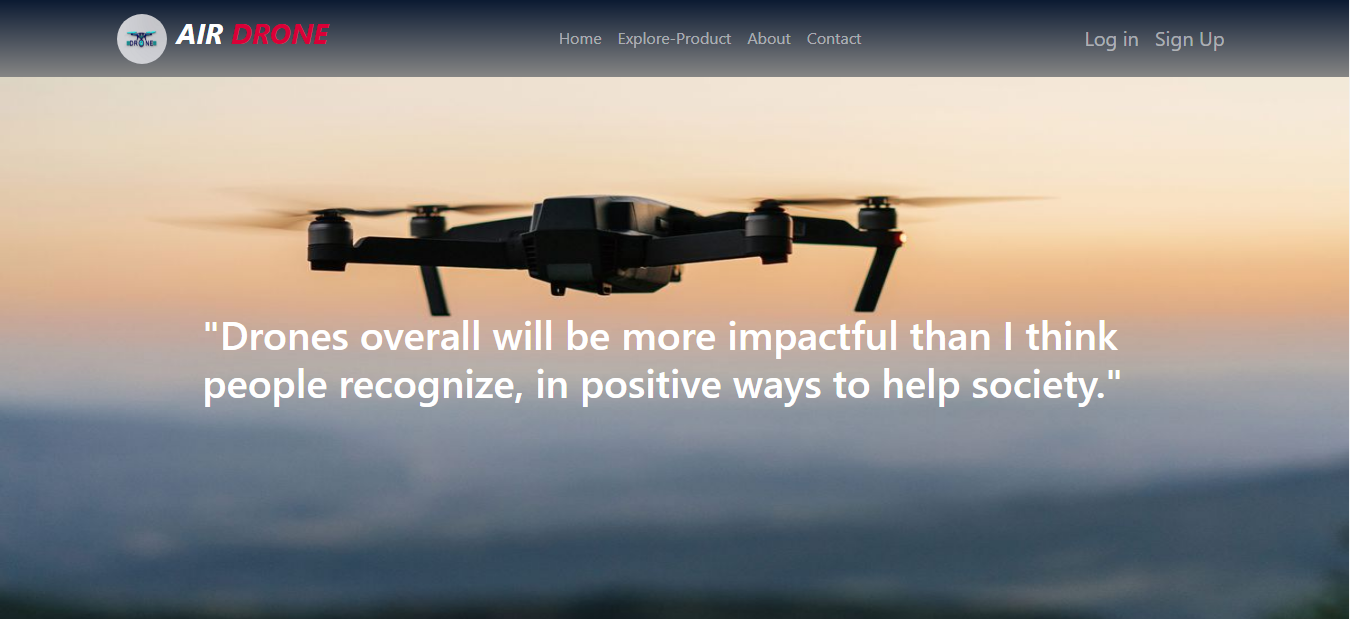 AIR DRONE
Home Explore-Product About Contact
Log in Sign Up
"Drones overall will be more impactful than I think
people recognize, in positive ways to help society."